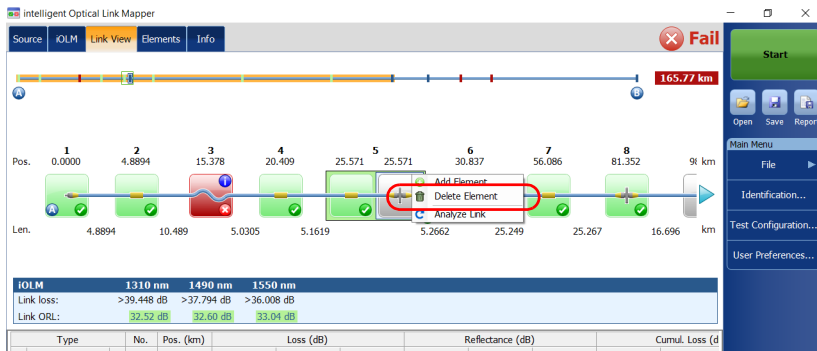 intelligent Optical Link Mapper
Source iOLM Link View Elements Info
Fail
Start
165.77 km
A B
Open Save Repor
Main Menu
File
Identification...
Test Configuration...
User Preferences...
1 2 3 4 5 6 7 8
Pos. 0.0000 4.8894 15.378 20.409 25.571 25.571 30.837 56.086 81.352 98 km
Add Element
Delete Element
Analyze Link
A
Len. 4.8894 10.489 5.0305 5.1619 5.2662 25.249 25.267 16.696 km
iOLM 1310 nm 1490 nm 1550 nm
Link loss: >39.448 dB >37.794 dB >36.008 dB
Link ORL: 32.52 dB 32.60 dB 33.04 dB
Type No. Pos. (km) Loss (dB) Reflectance (dB) Cumul. Loss (d